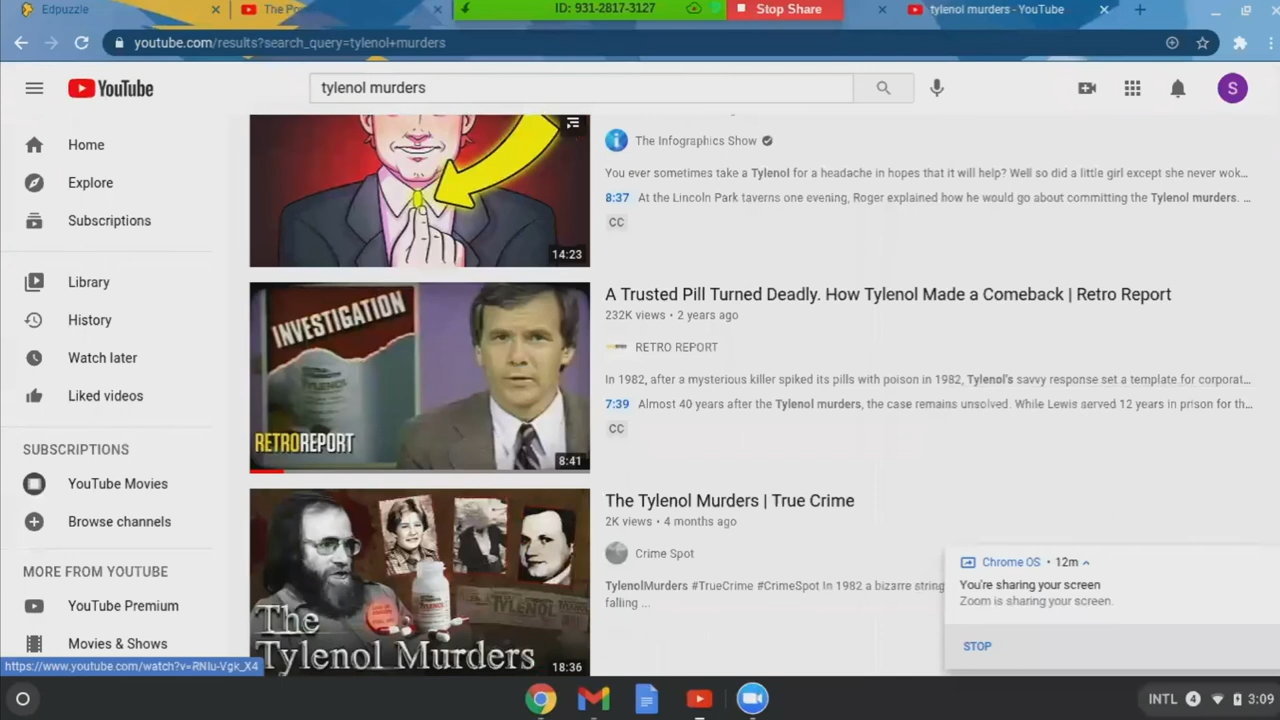 Edpuzzle
The Po
ID: 931-2817-3127
Stop Share
tylenol murders - YouTube
youtube.com/results?search_query=tylenol+murders
YouTube
tylenol murders
S
Home
Explore
Subscriptions
Library
History
Watch later
Liked videos
SUBSCRIPTIONS
YouTube Movies
Browse channels
MORE FROM YOUTUBE
YouTube Premium
Movies & Shows
https://www.youtube.com/watch?v=RNlu-Vgk_X4
14:23
The Infographics Show
You ever sometimes take a Tylenol for a headache in hopes that it will help? Well so did a little girl except she never wok...
8:37 At the Lincoln Park taverns one evening, Roger explained how he would go about committing the Tylenol murders. ...
CC
INVESTIGATION
TYLENOL
RETROREPORT
8:41
A Trusted Pill Turned Deadly. How Tylenol Made a Comeback | Retro Report
232K views • 2 years ago
RETRO REPORT
In 1982, after a mysterious killer spiked its pills with poison in 1982, Tylenol's savvy response set a template for corporat...
7:39 Almost 40 years after the Tylenol murders, the case remains unsolved. While Lewis served 12 years in prison for th...
CC
TYLENOL
The
Tylenol Murders
18:36
The Tylenol Murders | True Crime
2K views • 4 months ago
Crime Spot
TylenolMurders #TrueCrime #CrimeSpot In 1982 a bizarre string
falling ...
Chrome OS • 12m
You're sharing your screen
Zoom is sharing your screen.
STOP
INTL 4 3:09